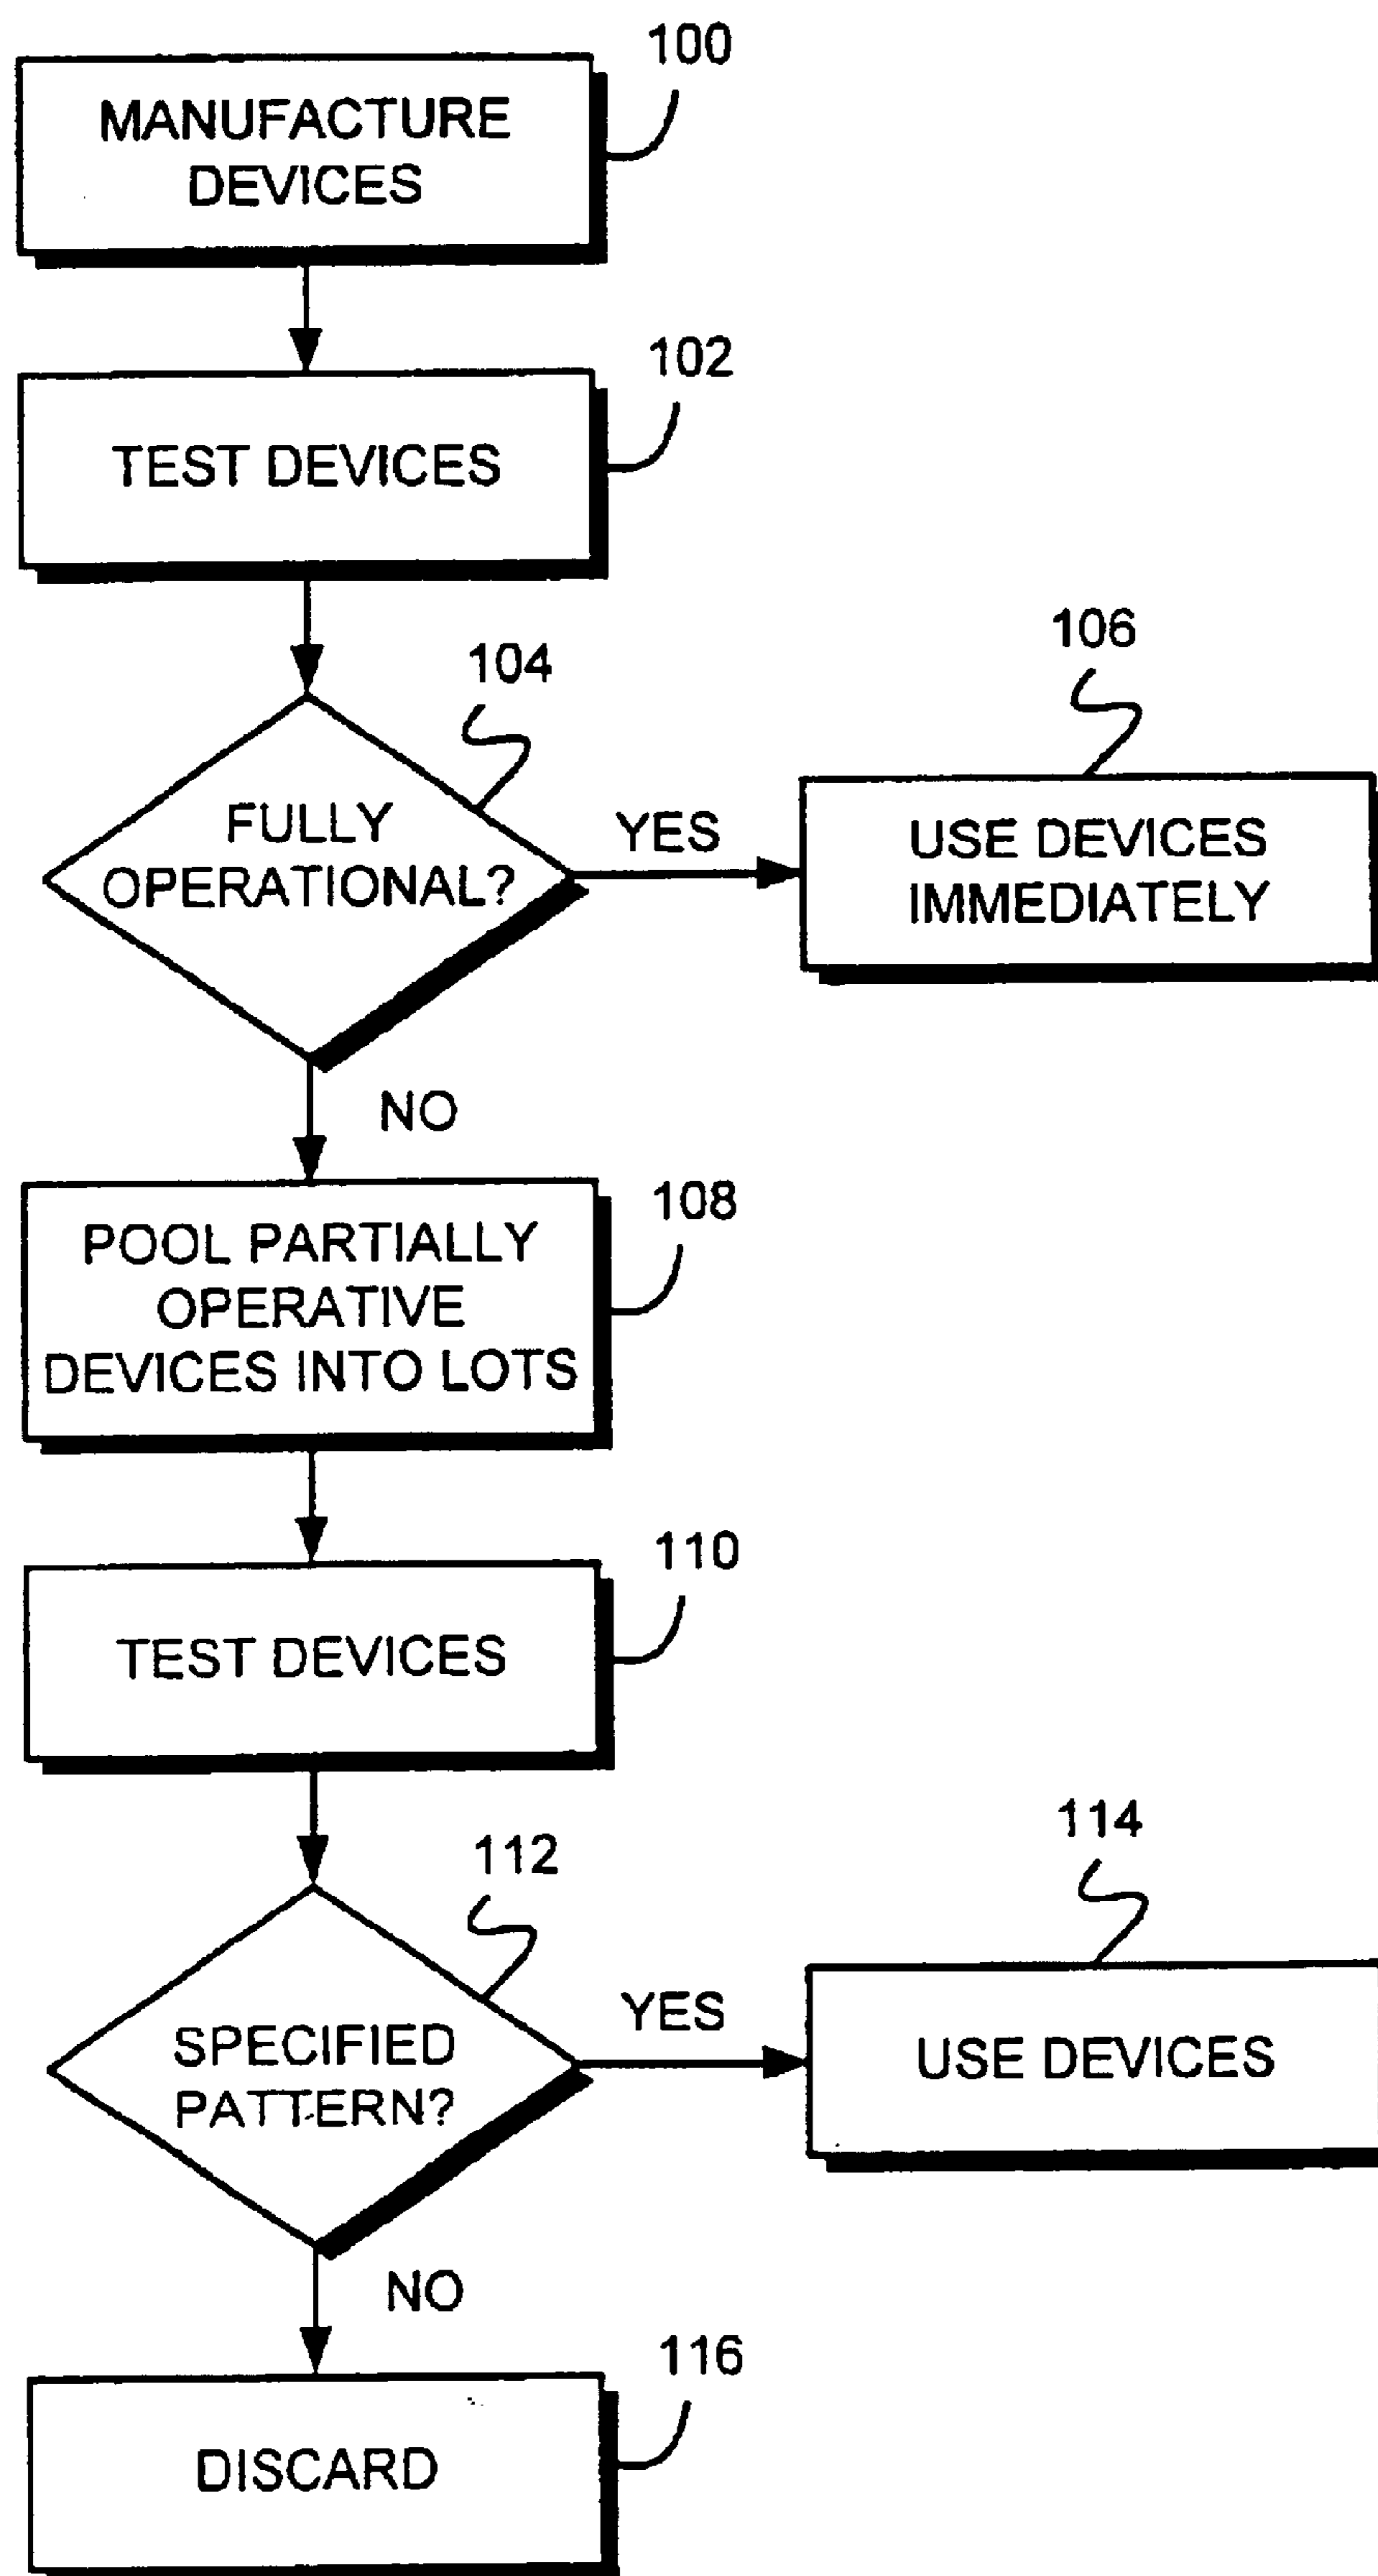 100
MANUFACTURE
DEVICES
102
TEST DEVICES
104
FULLY
OPERATIONAL?
YES
106
USE DEVICES
IMMEDIATELY
NO
108
POOL PARTIALLY
OPERATIVE
DEVICES INTO LOTS
110
TEST DEVICES
112
SPECIFIED
PATTERN?
YES
114
USE DEVICES
NO
116
DISCARD